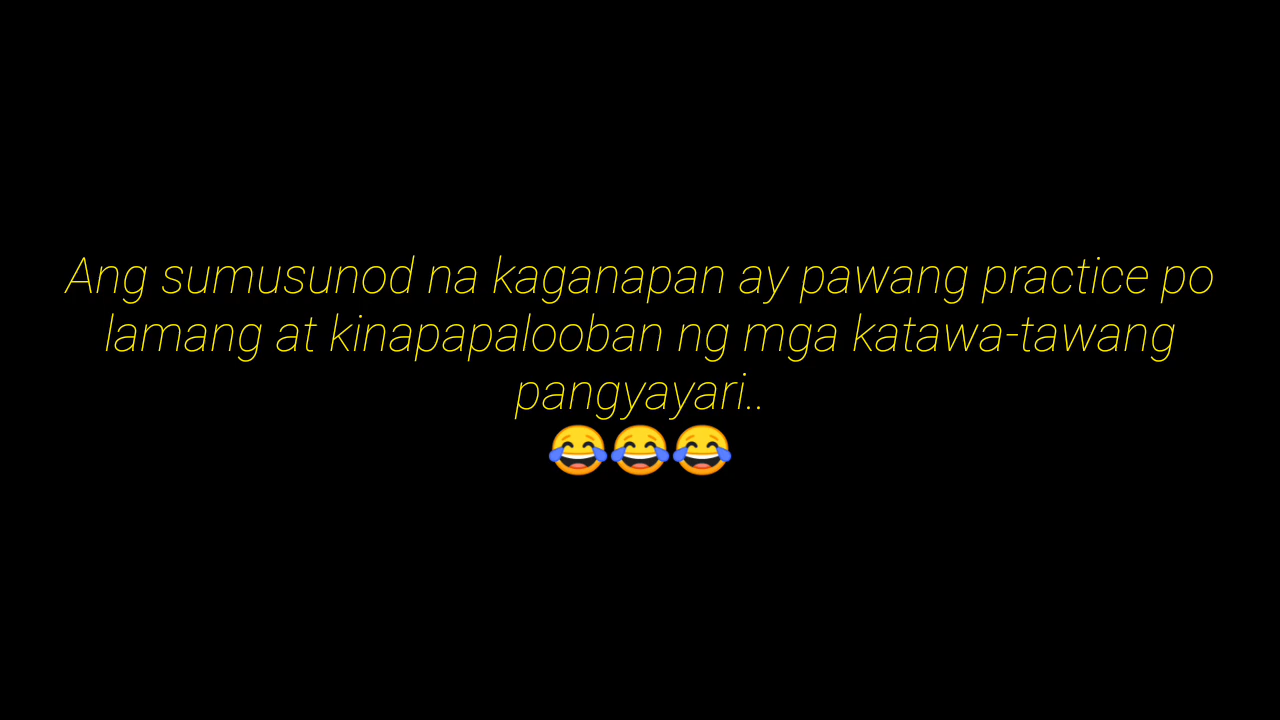 Ang sumusunod na kaganapan ay pawang practice po
lamang at kinapapalooban ng mga katawa-tawang
pangyayari..
😂😂😂